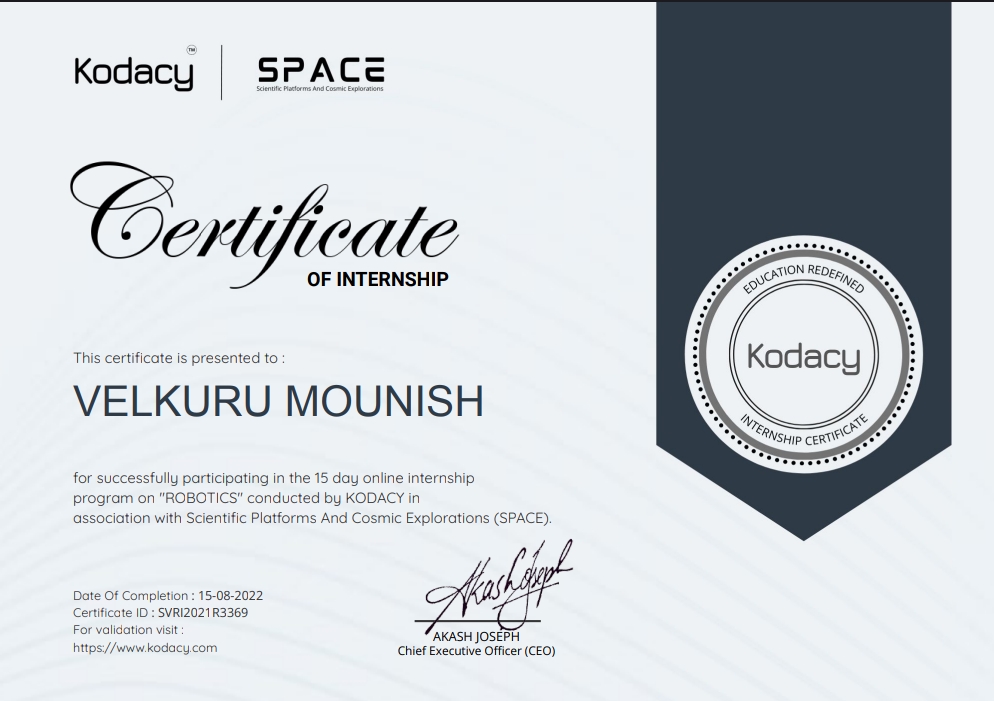 Kodacy TM
SPACE
Scientific Platforms And Cosmic Explorations
Certificate
OF INTERNSHIP
This certificate is presented to :
VELKURU MOUNISH
for successfully participating in the 15 day online internship
program on "ROBOTICS" conducted by KODACY in
association with Scientific Platforms And Cosmic Explorations (SPACE).
Date Of Completion : 15-08-2022
Certificate ID : SVRI2021R3369
For validation visit :
https://www.kodacy.com
Akash Joseph
AKASH JOSEPH
Chief Executive Officer (CEO)
EDUCATION REDEFINED
Kodacy
INTERNSHIP CERTIFICATE